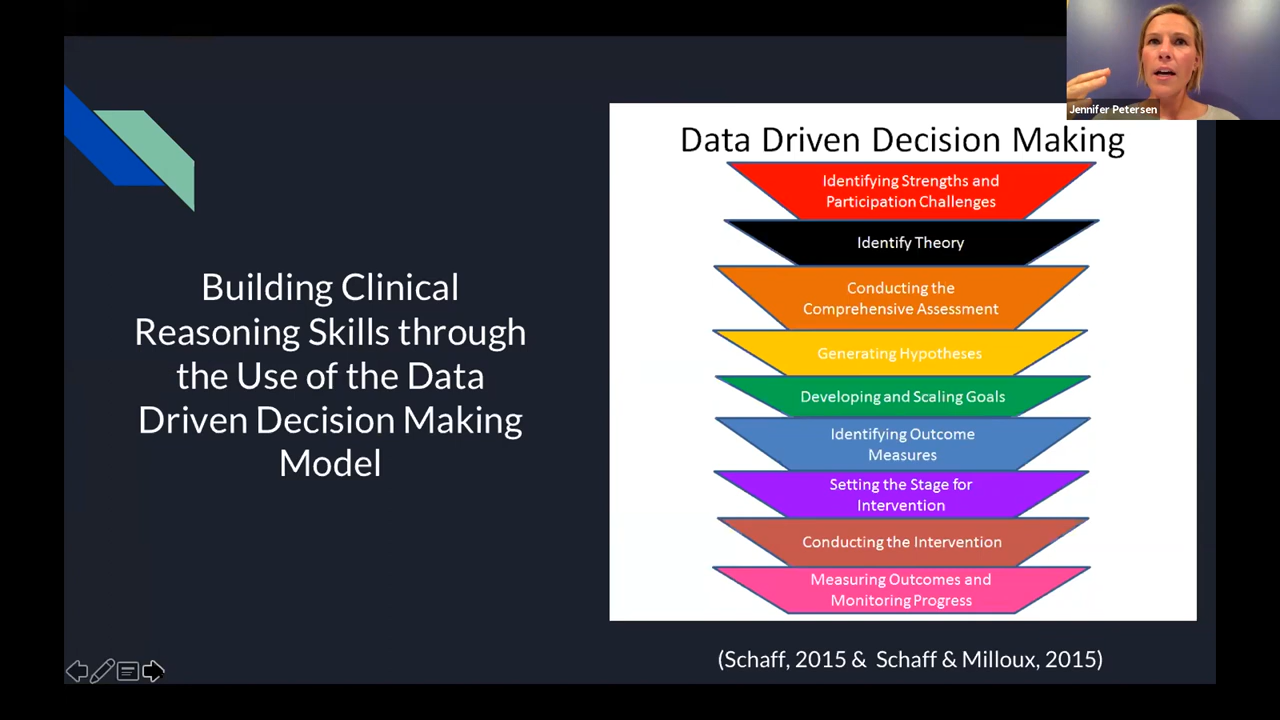 Jennifer Petersen
Building Clinical
Reasoning Skills through
the Use of the Data
Driven Decision Making
Model
Data Driven Decision Making
Identifying Strengths and
Participation Challenges
Identify Theory
Conducting the
Comprehensive Assessment
Generating Hypotheses
Developing and Scaling Goals
Identifying Outcome
Measures
Setting the Stage for
Intervention
Conducting the Intervention
Measuring Outcomes and
Monitoring Progress
(Schaff, 2015 & Schaff & Milloux, 2015)